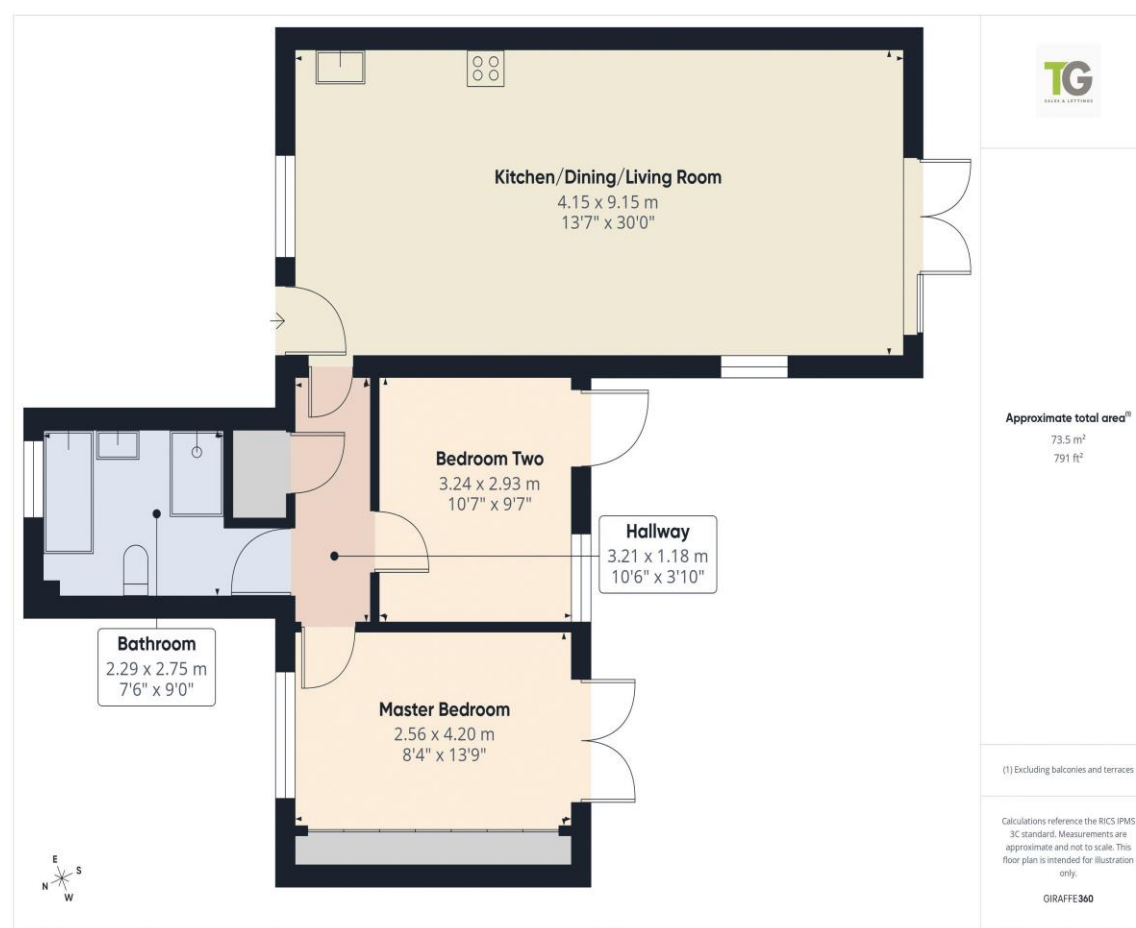 TG
SALES & LETTINGS
Kitchen/Dining/Living Room
4.15 x 9.15 m
13'7" x 30'0"
Bedroom Two
3.24 x 2.93 m
10'7" x 9'7"
Hallway
3.21 x 1.18 m
10'6" x 3'10"
Bathroom
2.29 x 2.75 m
7'6" x 9'0"
Master Bedroom
2.56 x 4.20 m
8'4" x 13'9"
E
S
N
W
Approximate total area⁽¹⁾
73.5 m²
791 ft²
(1) Excluding balconies and terraces
Calculations reference the RICS IPMS
3C standard. Measurements are
approximate and not to scale. This
floor plan is intended for illustration
only.
GIRAFFE360